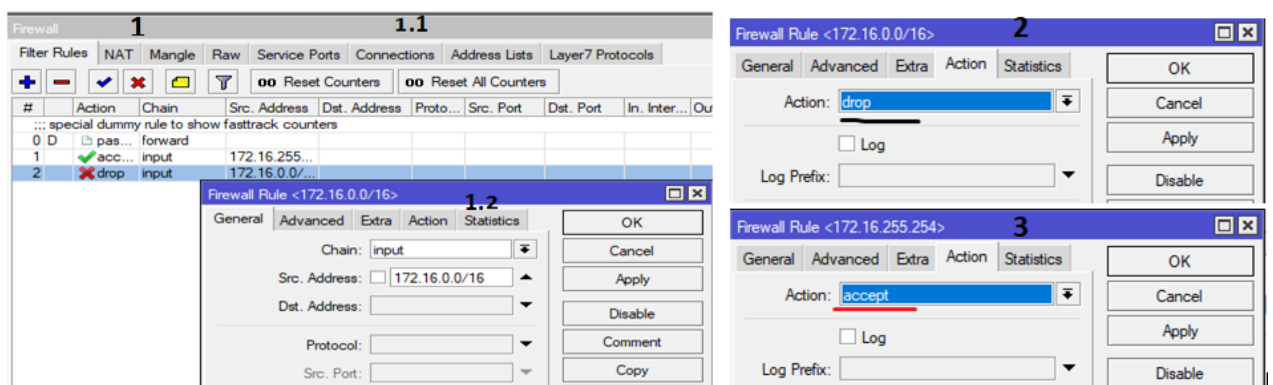 Firewall 1 1.1
Filter Rules NAT Mangle Raw Service Ports Connections Address Lists Layer7 Protocols
oo Reset Counters oo Reset All Counters
# Action Chain Src. Address Dst. Address Proto... Src. Port Dst. Port In. Inter... Ou
;;; special dummy rule to show fasttrack counters
0 D pas... forward
1 acc... input 172.16.255...
2 drop input 172.16.0.0/...
Firewall Rule <172.16.0.0/16> 1.2
General Advanced Extra Action Statistics
OK
Chain: input
Cancel
Src. Address: 172.16.0.0/16
Apply
Dst. Address:
Disable
Protocol:
Comment
Src. Port:
Copy
Firewall Rule <172.16.0.0/16> 2
General Advanced Extra Action Statistics
OK
Action: drop
Cancel
Log
Apply
Log Prefix:
Disable
Firewall Rule <172.16.255.254> 3
General Advanced Extra Action Statistics
OK
Action: accept
Cancel
Log
Apply
Log Prefix:
Disable